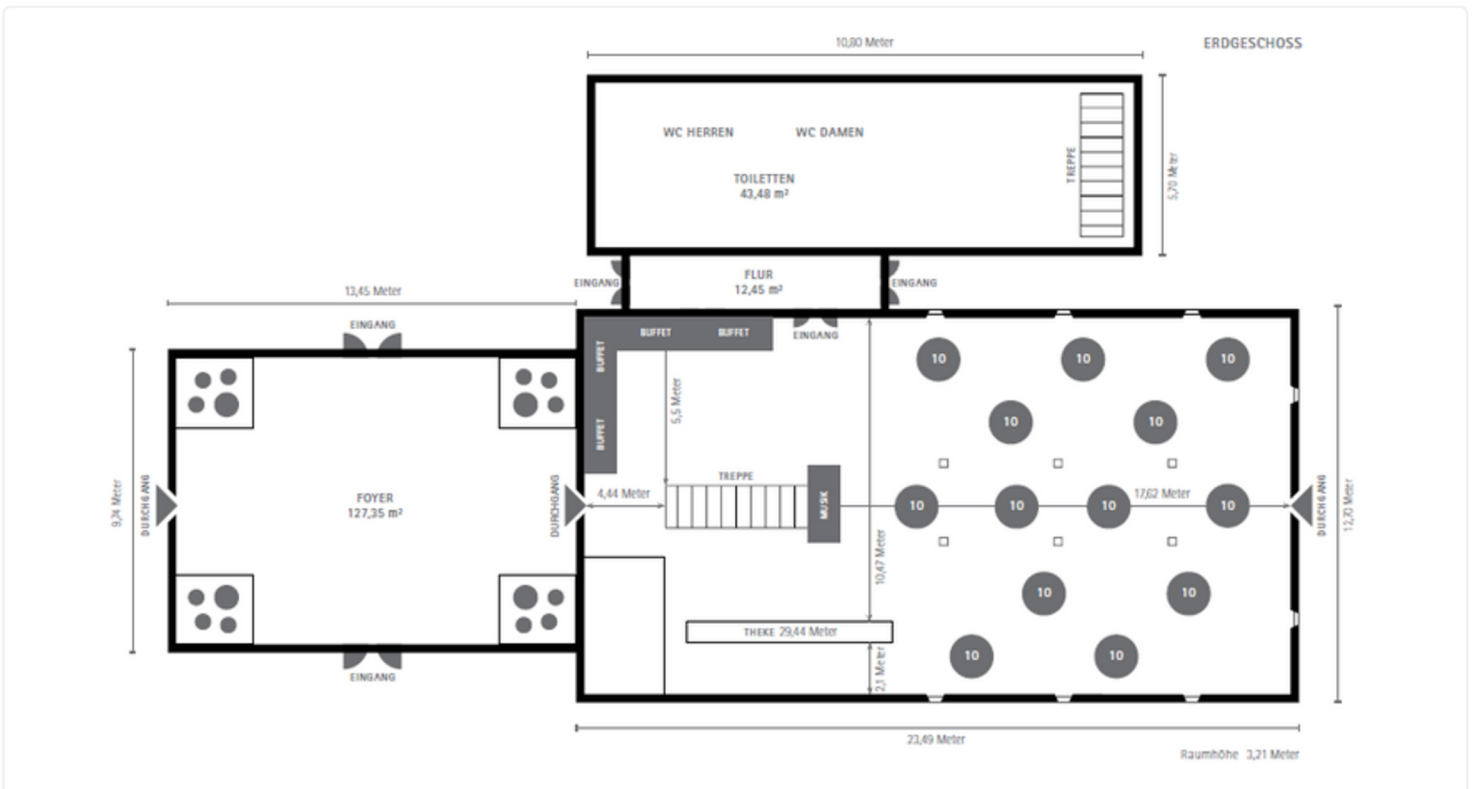 10,80 Meter
ERDGESCHOSS
WC HERREN
WC DAMEN
TOILETTEN
43,48 m²
TREPPE
5,70 Meter
EINGANG
FLUR
12,45 m²
EINGANG
13,45 Meter
EINGANG
BUFFET
BUFFET
EINGANG
BUFFET
BUFFET
5,5 Meter
10
10
10
10
10
9,74 Meter
DURCHGANG
FOYER
127,35 m²
DURCHGANG
4,44 Meter
TREPPE
MUSIK
10
10
10
17,62 Meter
10
DURCHGANG
12,70 Meter
10,47 Meter
10
10
THEKE 29,44 Meter
2,1 Meter
10
10
EINGANG
23,49 Meter
Raumhöhe 3,21 Meter